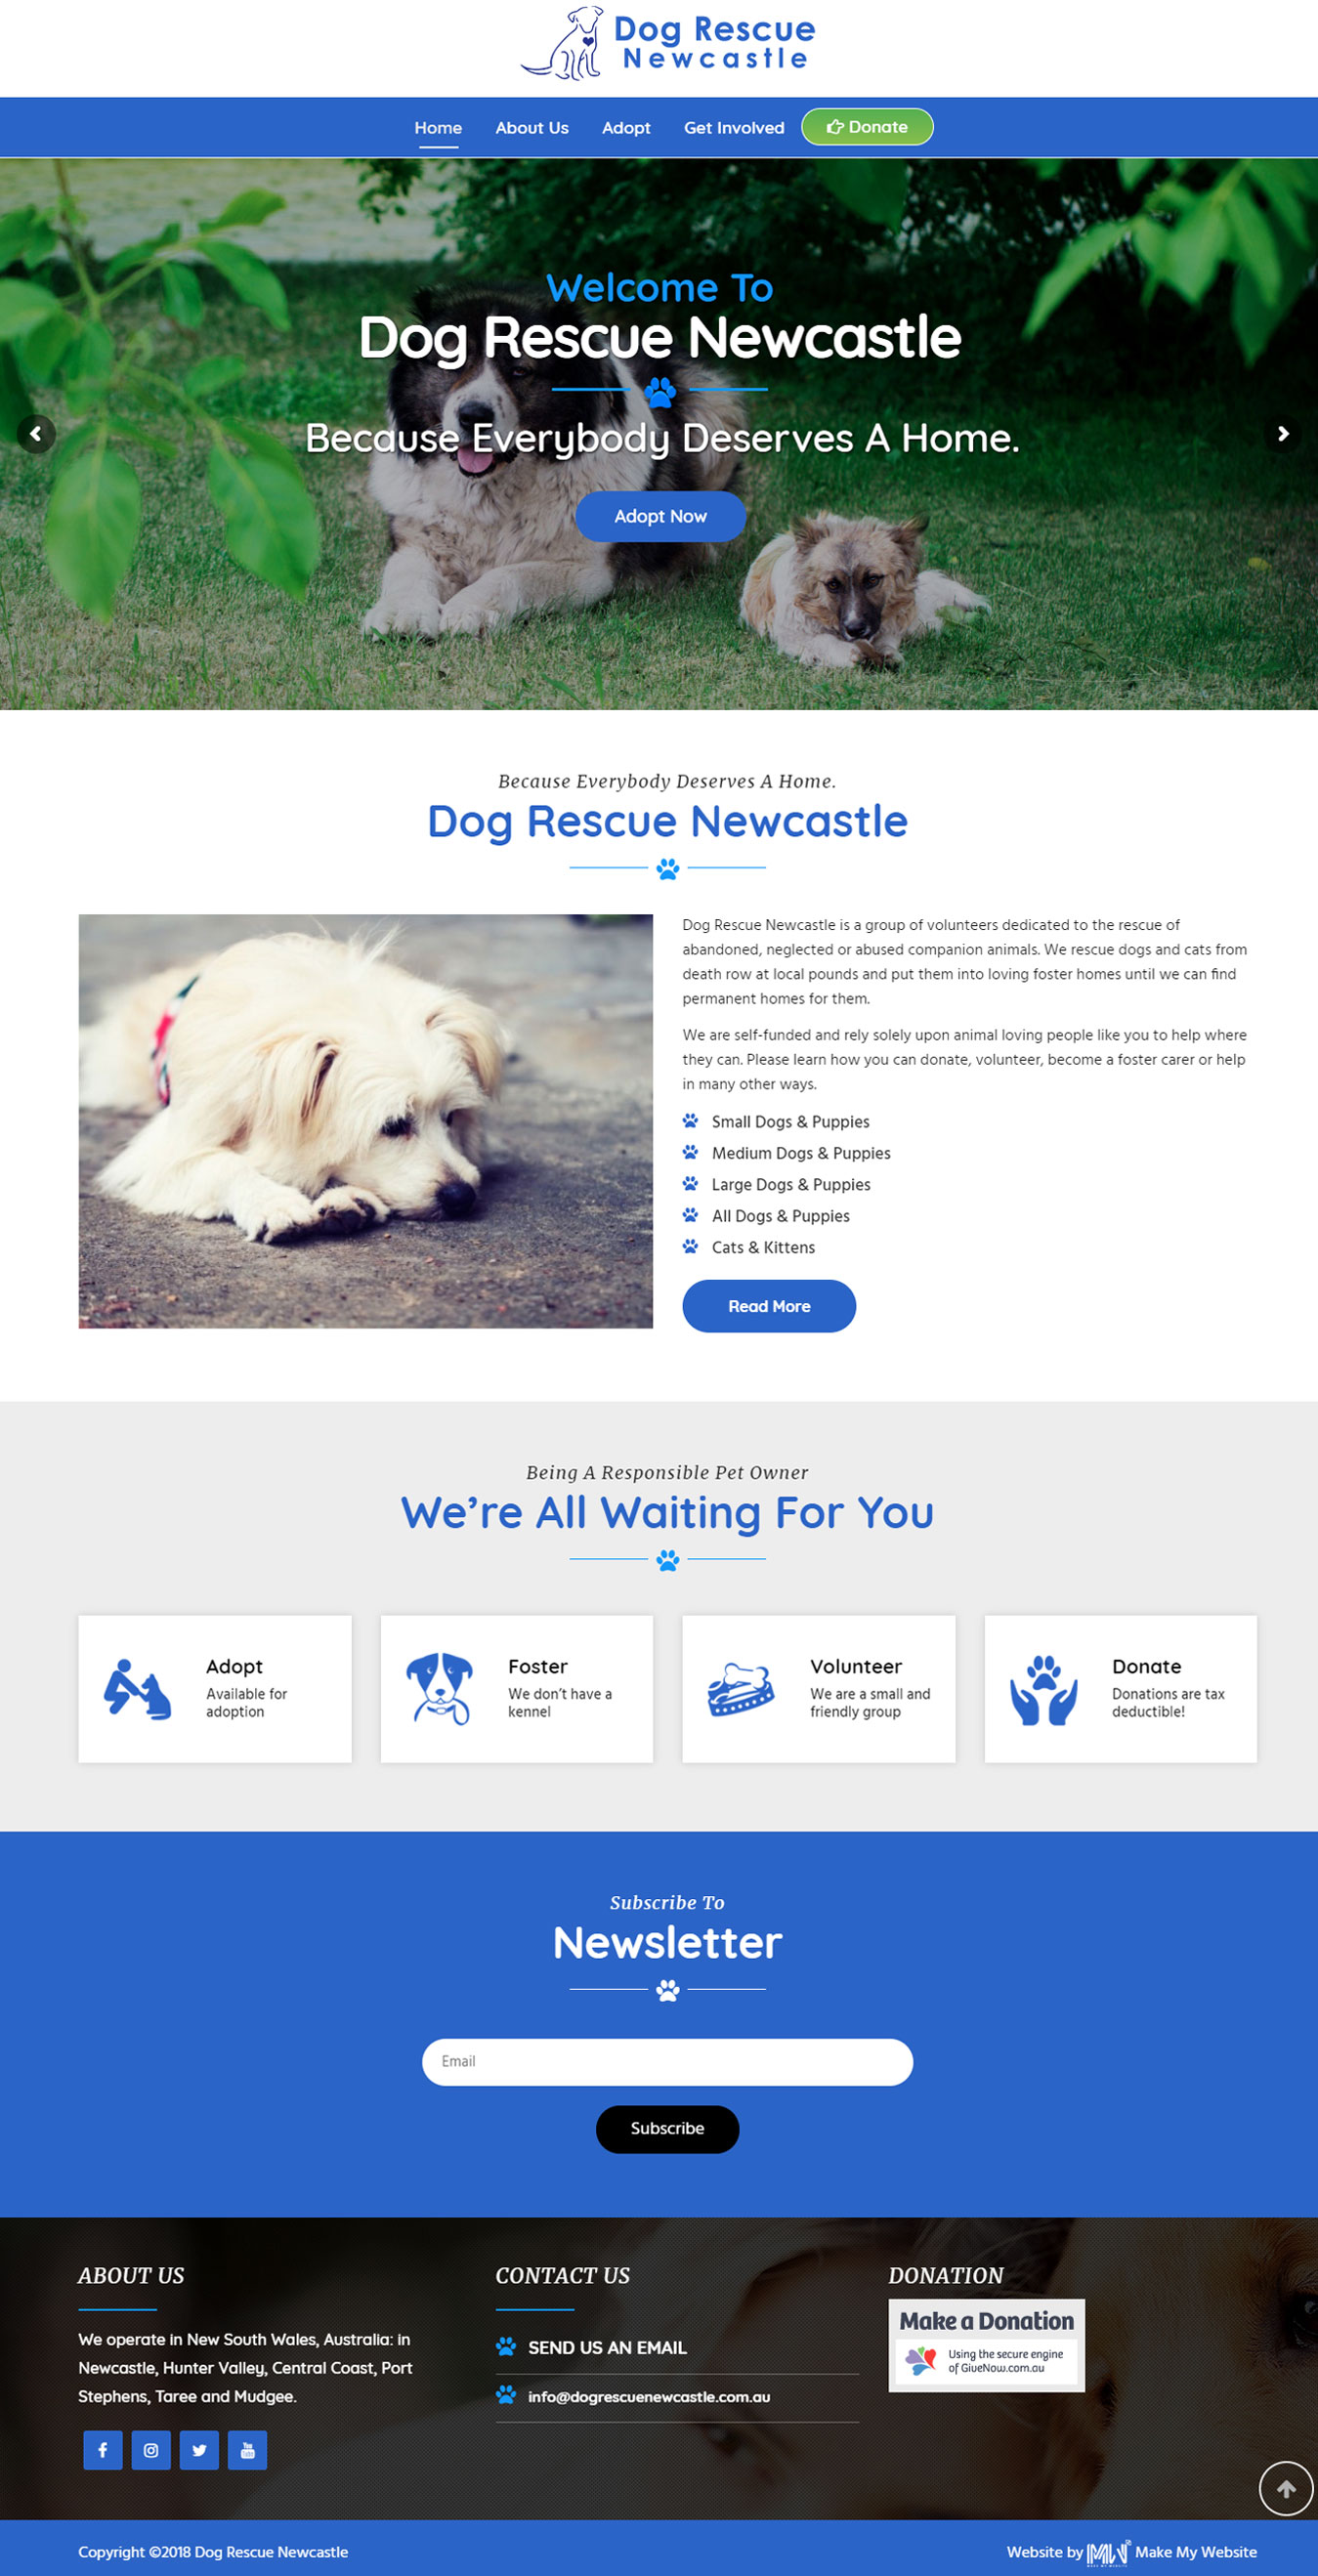 Dog Rescue
Newcastle
Home About Us Adopt Get Involved Donate
Welcome To
Dog Rescue Newcastle
Because Everybody Deserves A Home.
Adopt Now
Because Everybody Deserves A Home.
Dog Rescue Newcastle
Dog Rescue Newcastle is a group of volunteers dedicated to the rescue of
abandoned, neglected or abused companion animals. We rescue dogs and cats from
death row at local pounds and put them into loving foster homes until we can find
permanent homes for them.
We are self-funded and rely solely upon animal loving people like you to help where
they can. Please learn how you can donate, volunteer, become a foster carer or help
in many other ways.
Small Dogs & Puppies
Medium Dogs & Puppies
Large Dogs & Puppies
All Dogs & Puppies
Cats & Kittens
Read More
Being A Responsible Pet Owner
We’re All Waiting For You
Adopt
Available for
adoption
Foster
We don’t have a
kennel
Volunteer
We are a small and
friendly group
Donate
Donations are tax
deductible!
Subscribe To
Newsletter
Email
Subscribe
ABOUT US
We operate in New South Wales, Australia: in
Newcastle, Hunter Valley, Central Coast, Port
Stephens, Taree and Mudgee.
You Tube
CONTACT US
SEND US AN EMAIL
info@dogrescuenewcastle.com.au
DONATION
Make a Donation
Using the secure engine
of GiveNow.com.au
Copyright ©2018 Dog Rescue Newcastle
Website by MW Make My Website